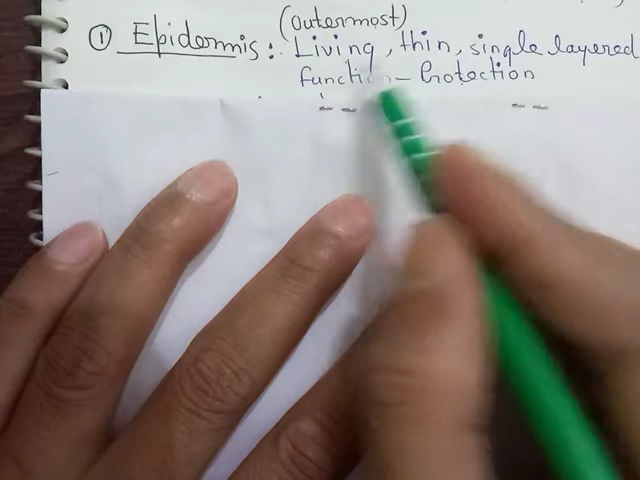 (Outermost)
① Epidermis :- Living, thin, single layered
function - Protection